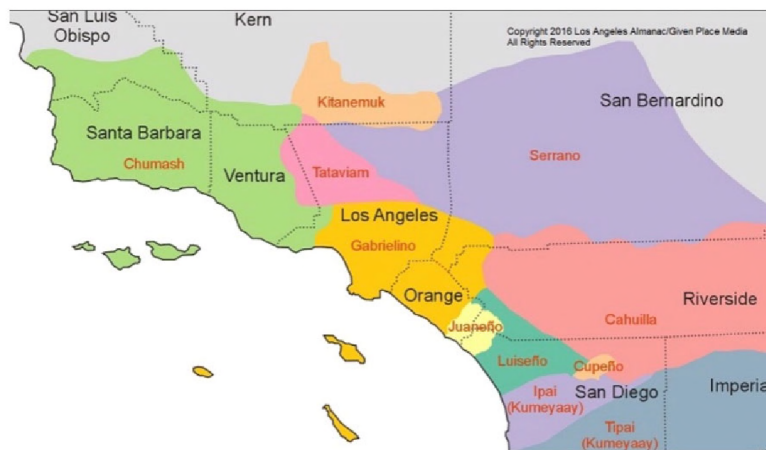 San Luis
Obispo
Kern
Copyright 2016 Los Angeles Almanac/Given Place Media
All Rights Reserved
Kitanemuk
San Bernardino
Santa Barbara
Chumash
Ventura
Tataviam
Serrano
Los Angeles
Gabrielino
Orange
Riverside
Juaneño
Cahuilla
Luiseño
Cupeño
Ipai
(Kumeyaay)
San Diego
Imperia
Tipai
(Kumeyaay)